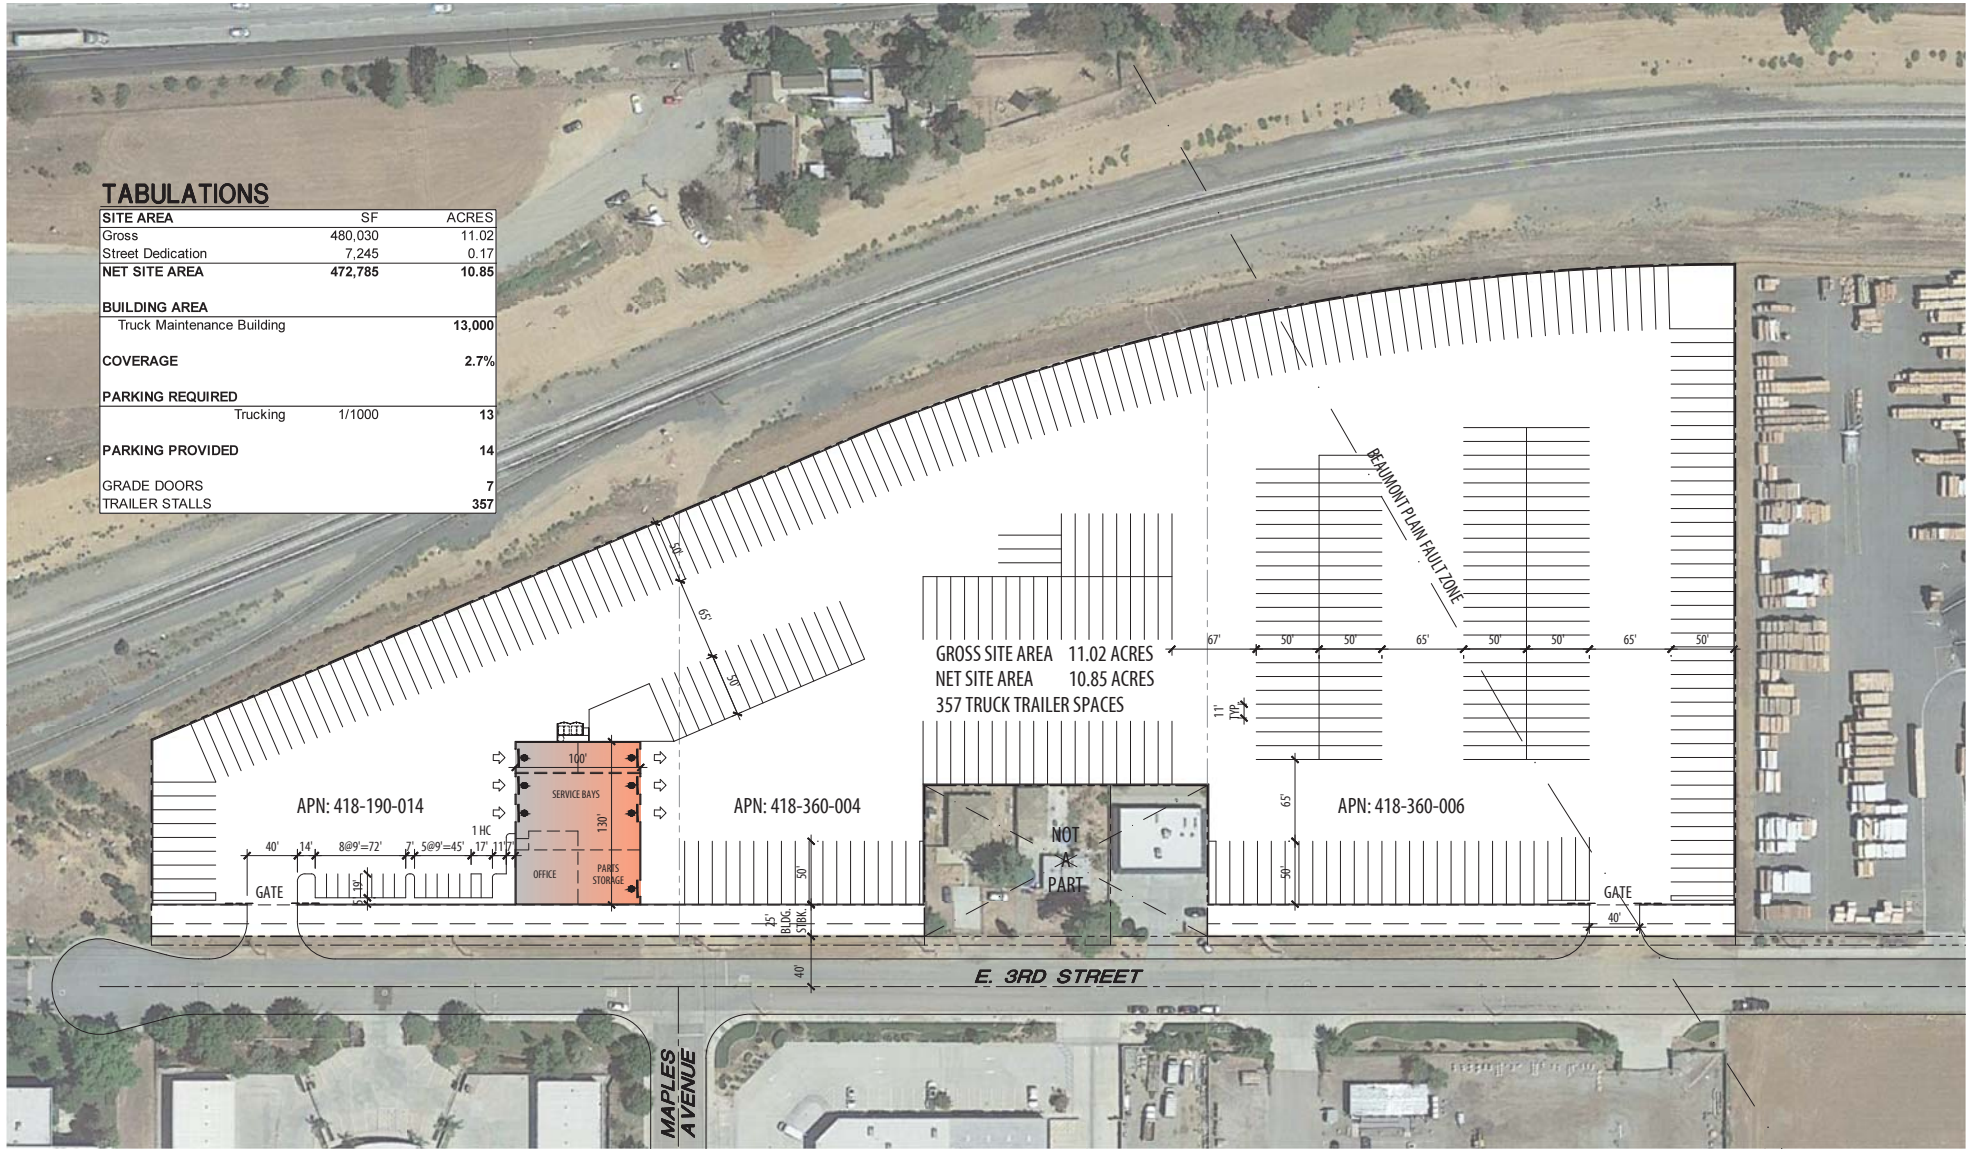 TABULATIONS
SITE AREA SF ACRES
Gross 480,030 11.02
Street Dedication 7,245 0.17
NET SITE AREA 472,785 10.85
BUILDING AREA
Truck Maintenance Building 13,000
COVERAGE 2.7%
PARKING REQUIRED
Trucking 1/1000 13
PARKING PROVIDED 14
GRADE DOORS 7
TRAILER STALLS 357
BEAUMONT PLAIN FAULT ZONE
50'
65'
50'
GROSS SITE AREA 11.02 ACRES
NET SITE AREA 10.85 ACRES
357 TRUCK TRAILER SPACES
67' 50' 50' 65' 50' 50' 65' 50'
11'
TYP.
100'
SERVICE BAYS
130'
OFFICE
PARTS
STORAGE
APN: 418-190-014
APN: 418-360-004
APN: 418-360-006
1 HC
40' 14' 8@9'=72' 7' 5@9'=45' 17' 11' 7'
19'
5'
GATE
50'
25'
BLDG.
STBK.
40'
NOT
A
PART
65'
50'
GATE
40'
E. 3RD STREET
MAPLES
AVENUE